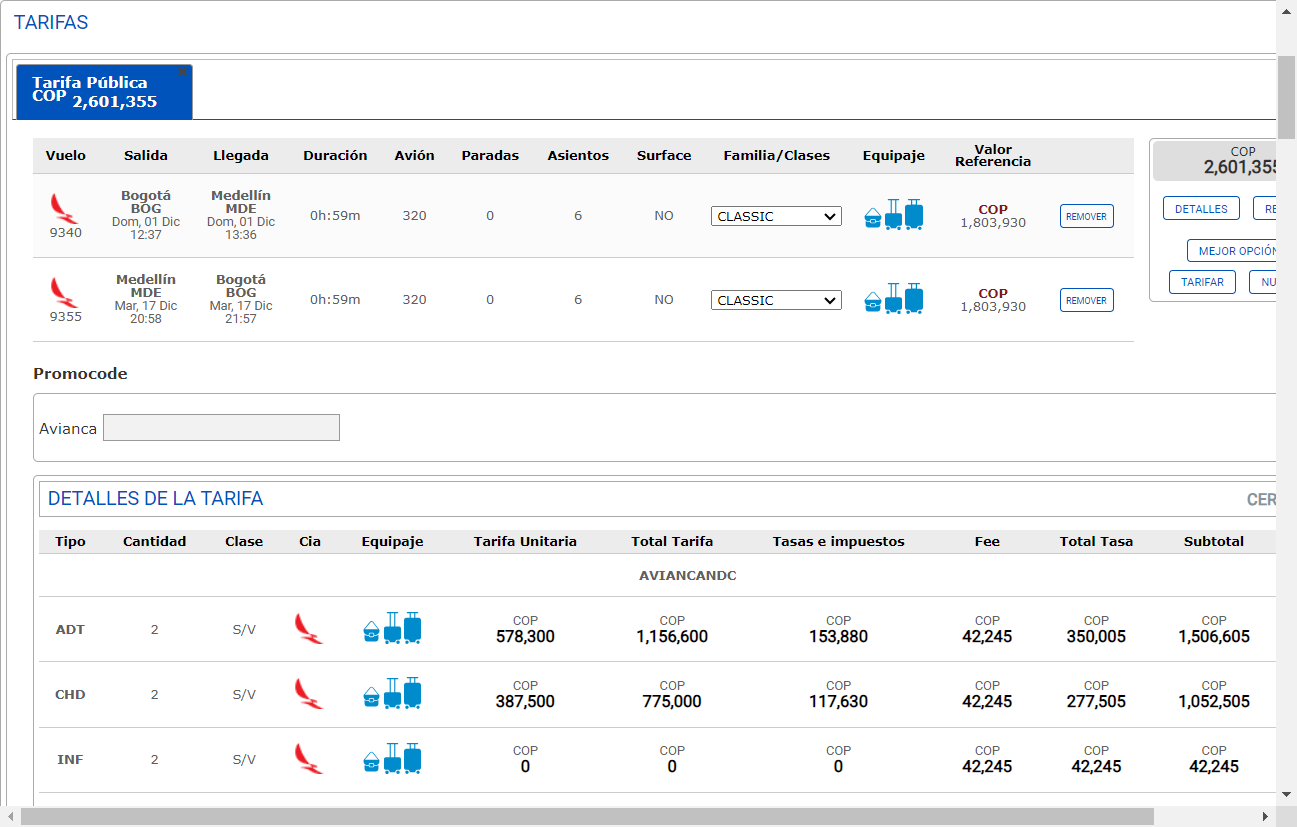 TARIFAS
Tarifa Pública
COP 2,601,355
Vuelo Salida Llegada Duración Avión Paradas Asientos Surface Familia/Clases Equipaje Valor Referencia
9340 Bogotá BOG Dom, 01 Dic 12:37 Medellín MDE Dom, 01 Dic 13:36 0h:59m 320 0 6 NO CLASSIC COP 1,803,930 REMOVER
9355 Medellín MDE Mar, 17 Dic 20:58 Bogotá BOG Mar, 17 Dic 21:57 0h:59m 320 0 6 NO CLASSIC COP 1,803,930 REMOVER
COP
2,601,355
DETALLES RE
MEJOR OPCIÓN
TARIFAR NU
Promocode
Avianca
DETALLES DE LA TARIFA CER
Tipo Cantidad Clase Cia Equipaje Tarifa Unitaria Total Tarifa Tasas e impuestos Fee Total Tasa Subtotal
AVIANCANDC
ADT 2 S/V COP 578,300 COP 1,156,600 COP 153,880 COP 42,245 COP 350,005 COP 1,506,605
CHD 2 S/V COP 387,500 COP 775,000 COP 117,630 COP 42,245 COP 277,505 COP 1,052,505
INF 2 S/V COP 0 COP 0 COP 0 COP 42,245 COP 42,245 COP 42,245